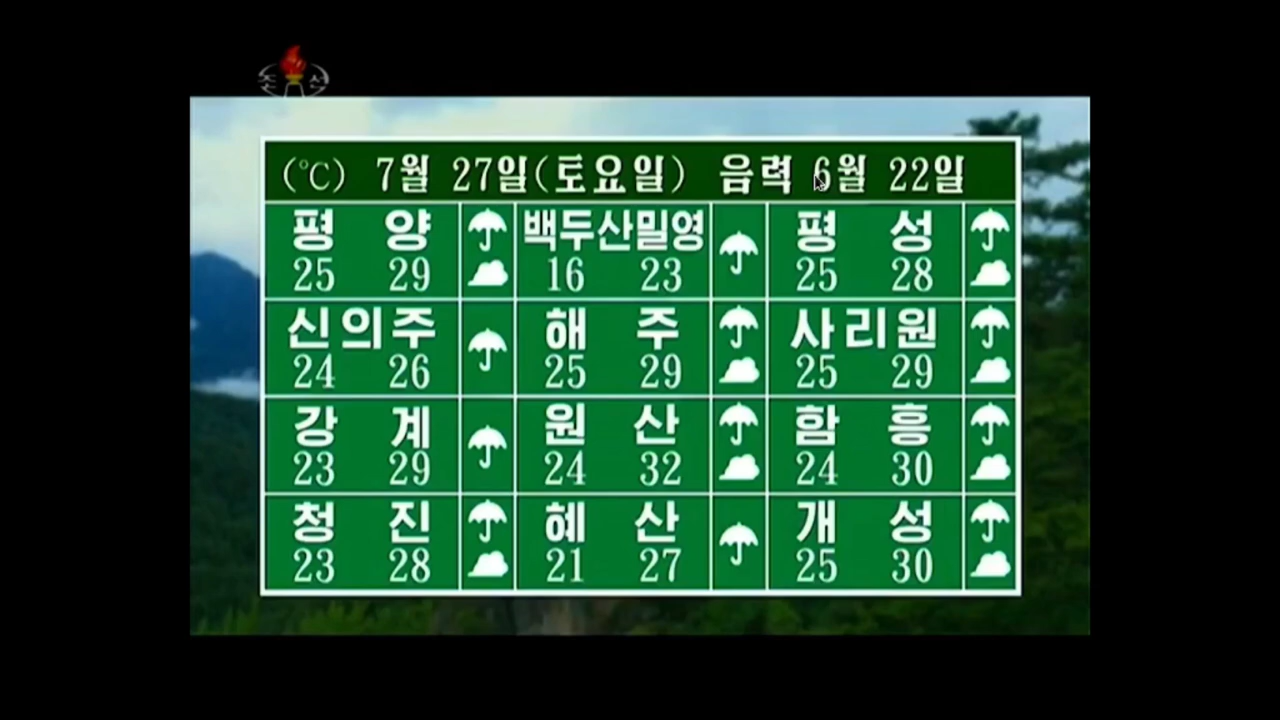 조선
(℃) 7월 27일(토요일) 음력 6월 22일
평양 백두산밀영 평성
25 29 16 23 25 28
신의주 해주 사리원
24 26 25 29 25 29
강계 원산 함흥
23 29 24 32 24 30
청진 혜산 개성
23 28 21 27 25 30